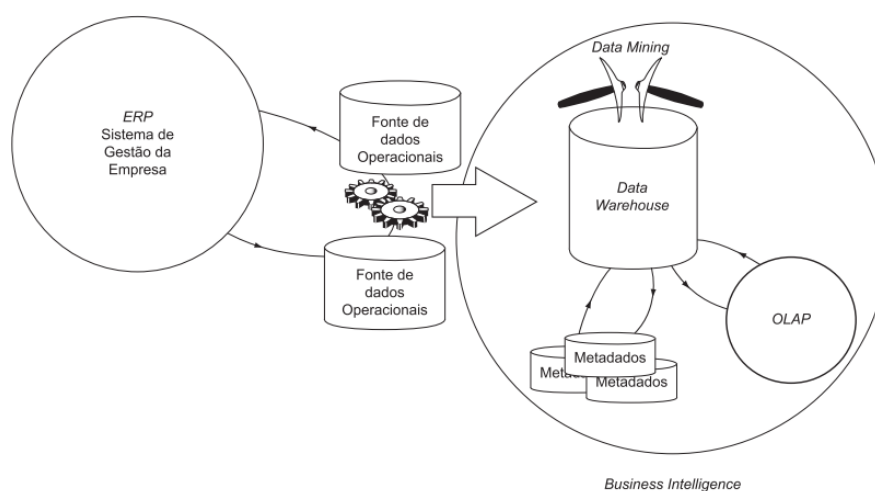 ERP
Sistema de
Gestão da
Empresa
Fonte de
dados
Operacionais
Fonte de
dados
Operacionais
Data Mining
Data
Warehouse
Metadados
Metadados
OLAP
Business Intelligence